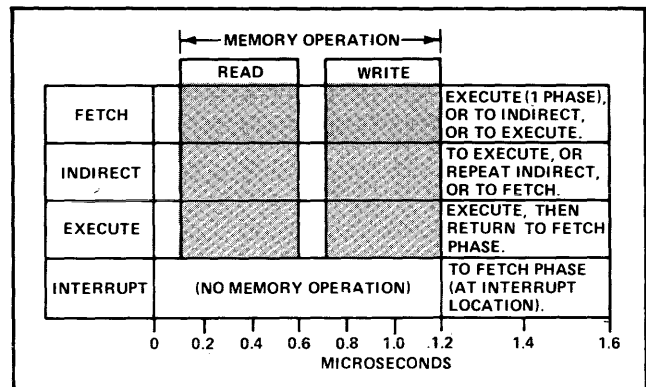 MEMORY OPERATION
READ
WRITE
FETCH
EXECUTE (1 PHASE),
OR TO INDIRECT,
OR TO EXECUTE.
INDIRECT
TO EXECUTE, OR
REPEAT INDIRECT,
OR TO FETCH.
EXECUTE
EXECUTE, THEN
RETURN TO FETCH
PHASE.
INTERRUPT
(NO MEMORY OPERATION)
TO FETCH PHASE
(AT INTERRUPT
LOCATION).
0 0.2 0.4 0.6 0.8 1.0 1.2 1.4 1.6
MICROSECONDS